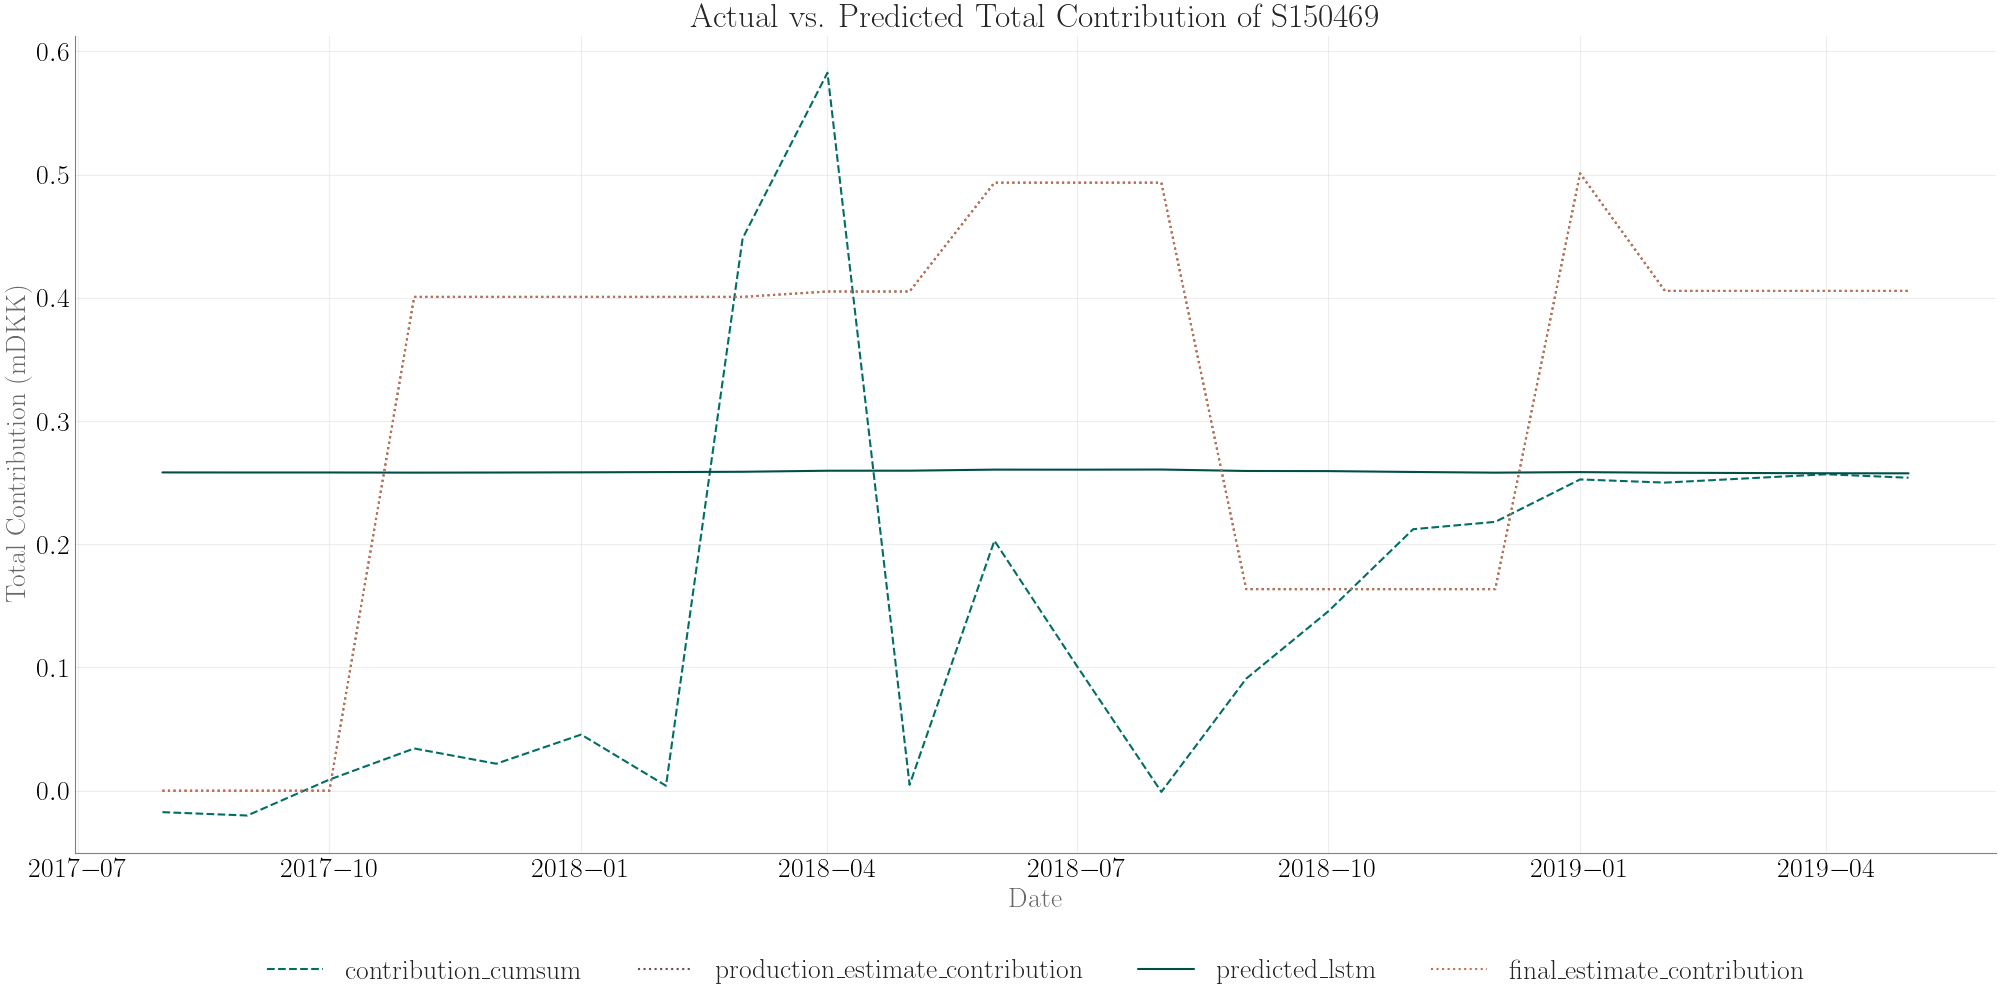 Actual vs. Predicted Total Contribution of S150469
Total Contribution (mDKK)
0.6
0.5
0.4
0.3
0.2
0.1
0.0
2017−07 2017−10 2018−01 2018−04 2018−07 2018−10 2019−01 2019−04
Date
contribution_cumsum production_estimate_contribution predicted_lstm final_estimate_contribution